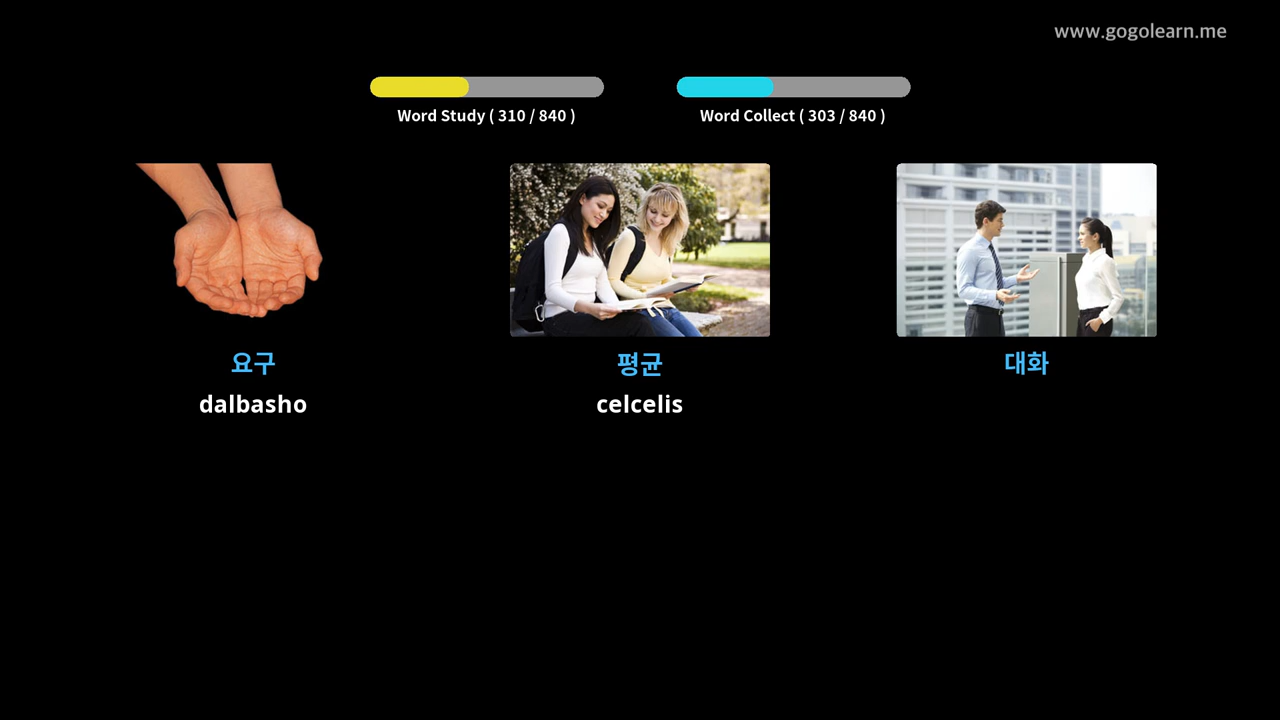 www.gogolearn.me
Word Study ( 310 / 840 )
Word Collect ( 303 / 840 )
요구
평균
대화
dalbasho
celcelis